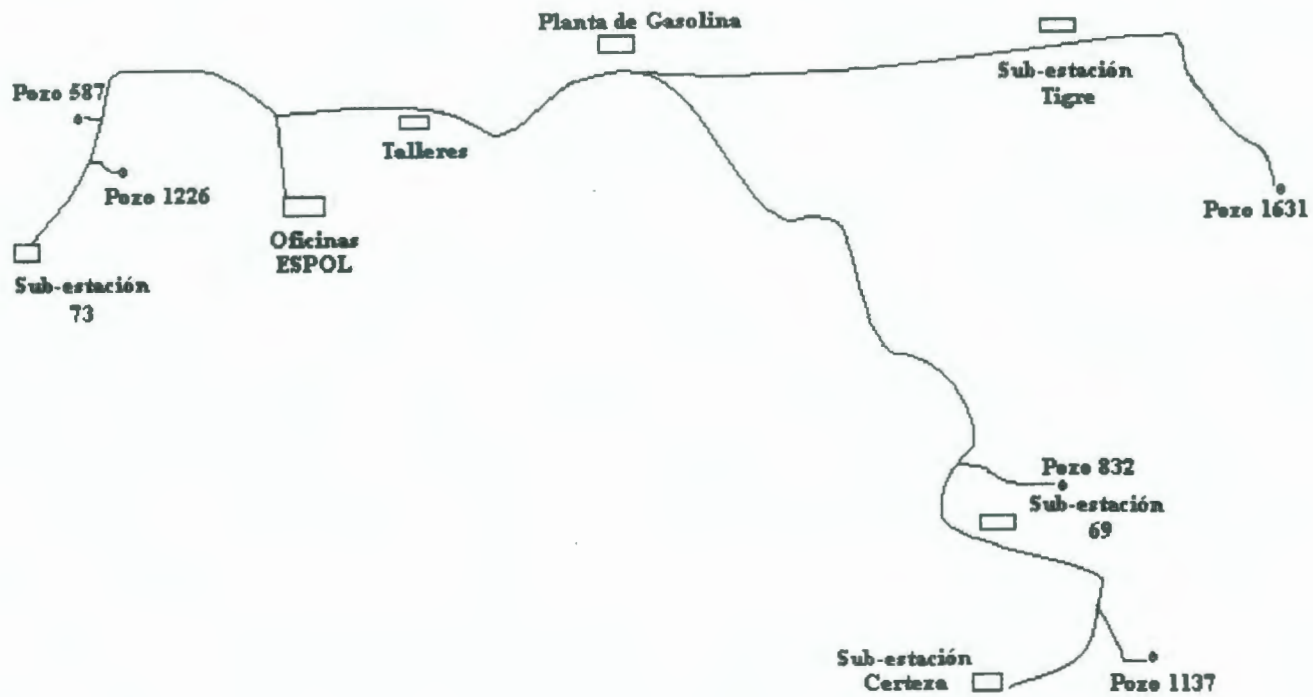 Planta de Gasolina
Sub-estación
Tigre
Pozo 587
Talleres
Pozo 1226
Pozo 1631
Oficinas
ESPOL
Sub-estación
73
Pozo 832
Sub-estación
69
Sub-estación
Certeza
Pozo 1137